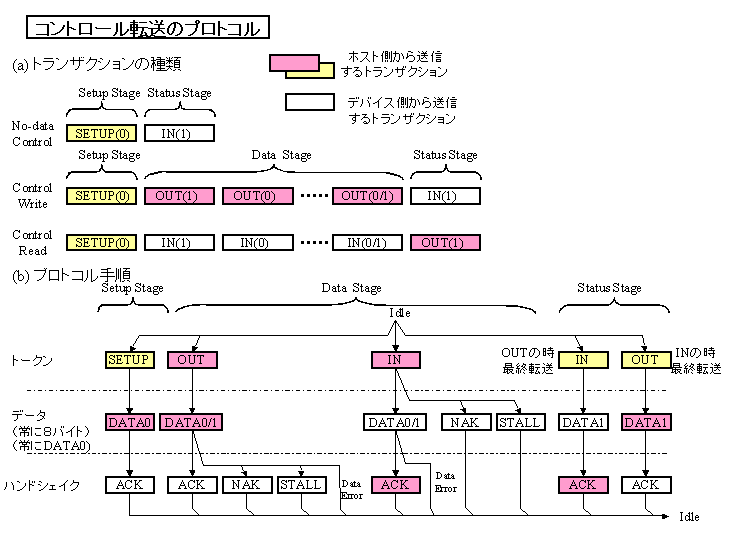 コントロール転送のプロトコル
(a) トランザクションの種類
ホスト側から送信
するトランザクション
デバイス側から送信
するトランザクション
Setup Stage Status Stage
No-data
Control
SETUP(0) IN(1)
Setup Stage Data Stage Status Stage
Control
Write
SETUP(0) OUT(1) OUT(0) ••••• OUT(0/1) IN(1)
Control
Read
SETUP(0) IN(1) IN(0) ••••• IN(0/1) OUT(1)
(b) プロトコル手順
Setup Stage Data Stage Status Stage
Idle
トークン SETUP OUT IN IN OUT
OUTの時
最終転送
INの時
最終転送
データ
(常に8バイト)
(常にDATA0)
DATA0 DATA0/1 DATA0/1 NAK STALL DATA1 DATA1
ハンドシェイク ACK ACK NAK STALL ACK ACK ACK
Data
Error
Data
Error
Idle